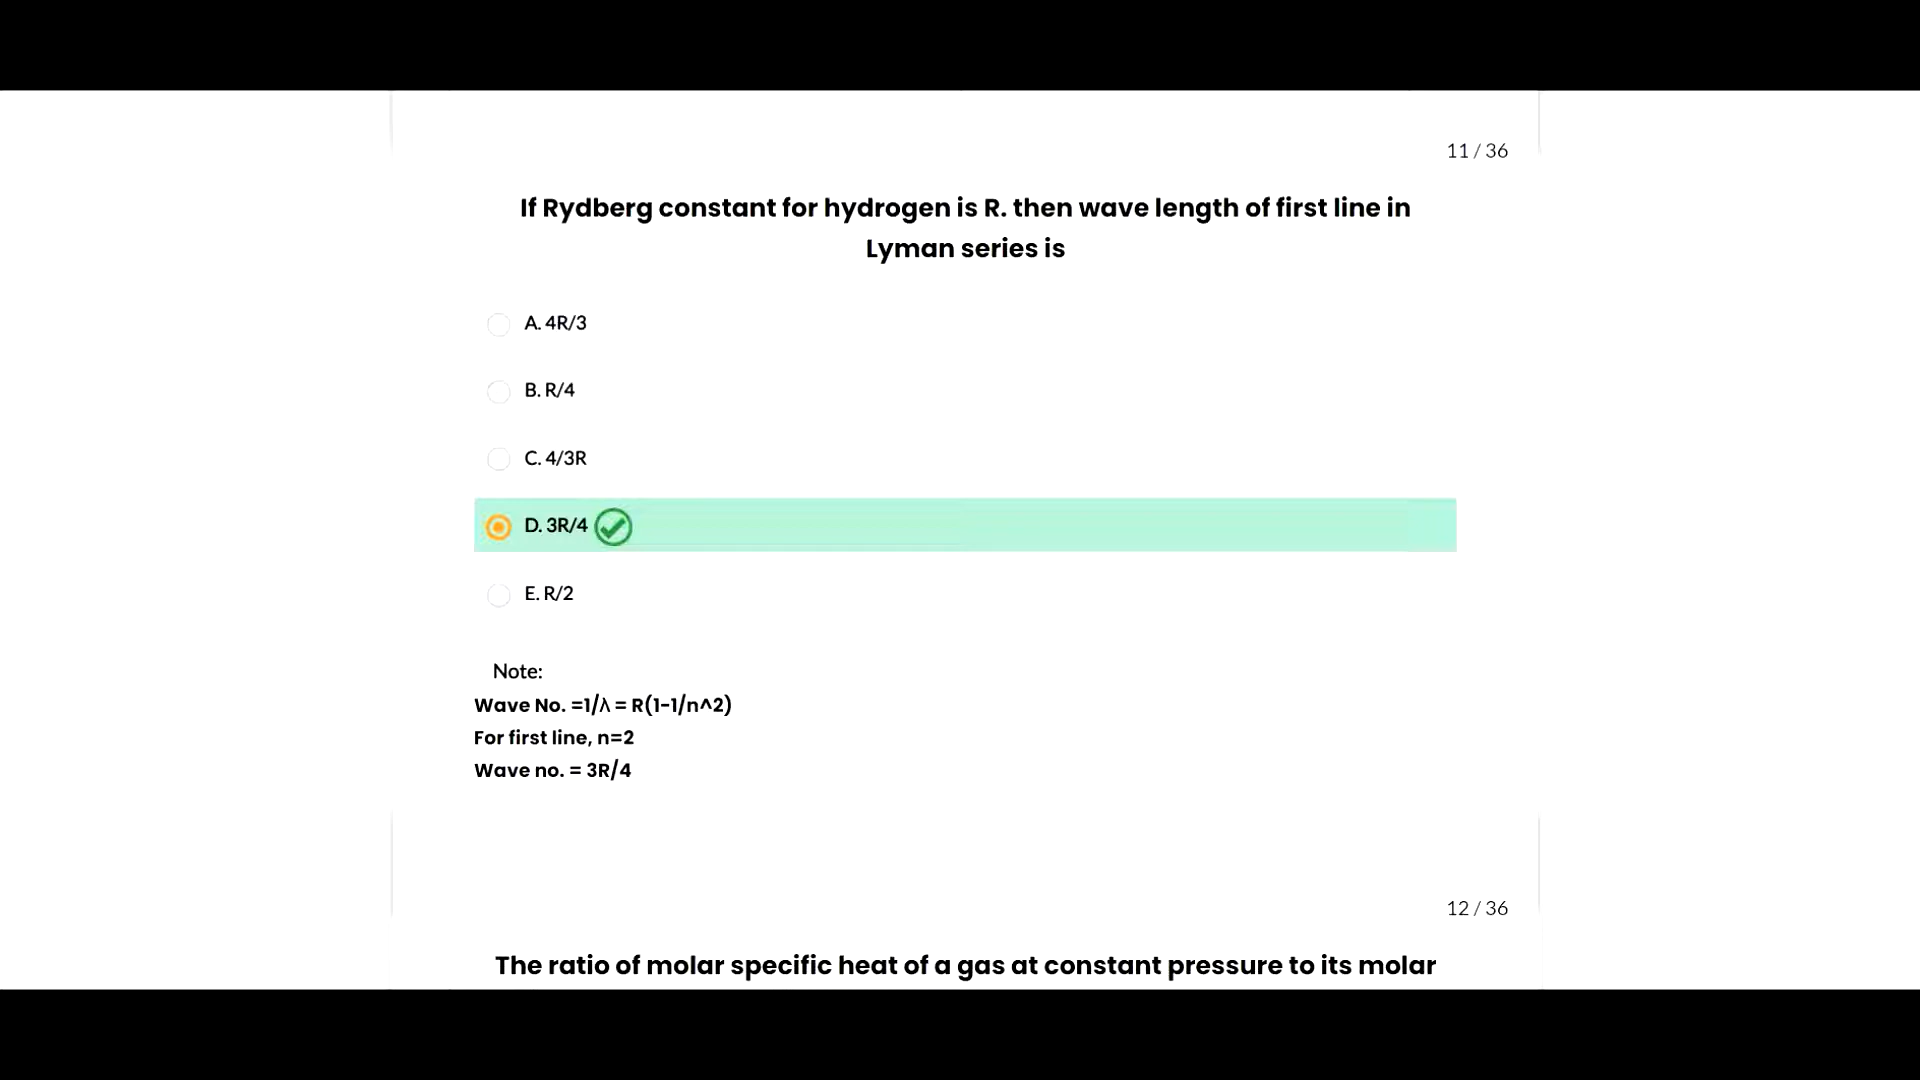 11 / 36
If Rydberg constant for hydrogen is R. then wave length of first line in
Lyman series is
A. 4R/3
B. R/4
C. 4/3R
D. 3R/4
E. R/2
Note:
Wave No. =1/λ = R(1-1/n^2)
For first line, n=2
Wave no. = 3R/4
12 / 36
The ratio of molar specific heat of a gas at constant pressure to its molar